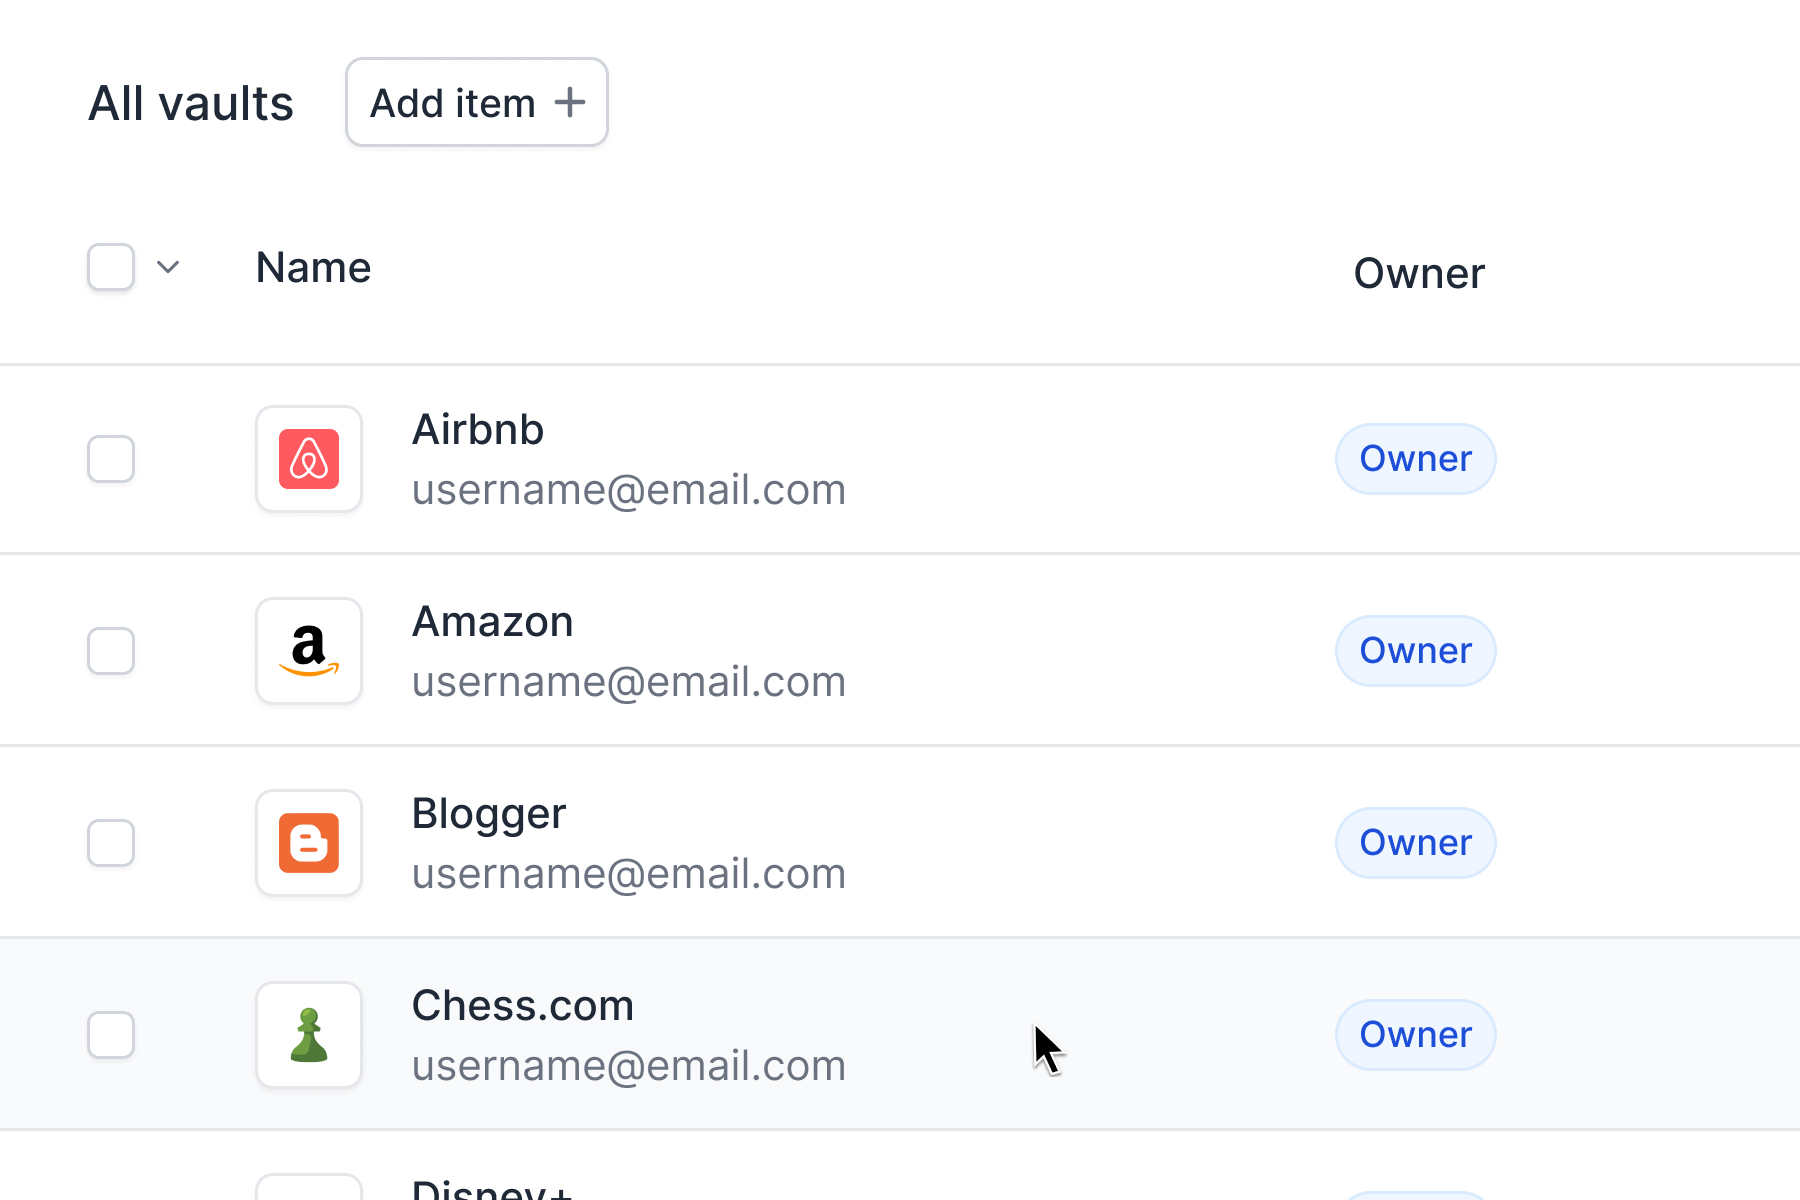 All vaults
Add item
Name
Owner
Airbnb
username@email.com
Owner
Amazon
username@email.com
Owner
Blogger
username@email.com
Owner
Chess.com
username@email.com
Owner
Disney+